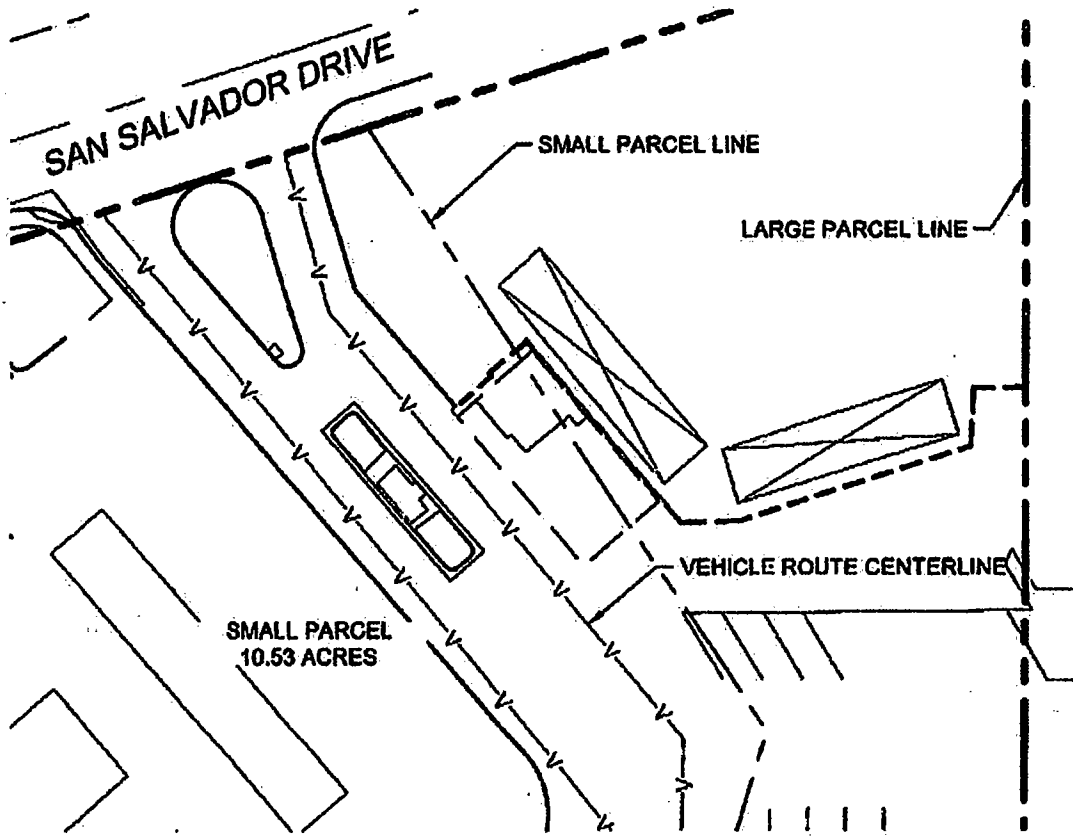 SAN SALVADOR DRIVE
SMALL PARCEL LINE
LARGE PARCEL LINE
VEHICLE ROUTE CENTERLINE
SMALL PARCEL
10.53 ACRES